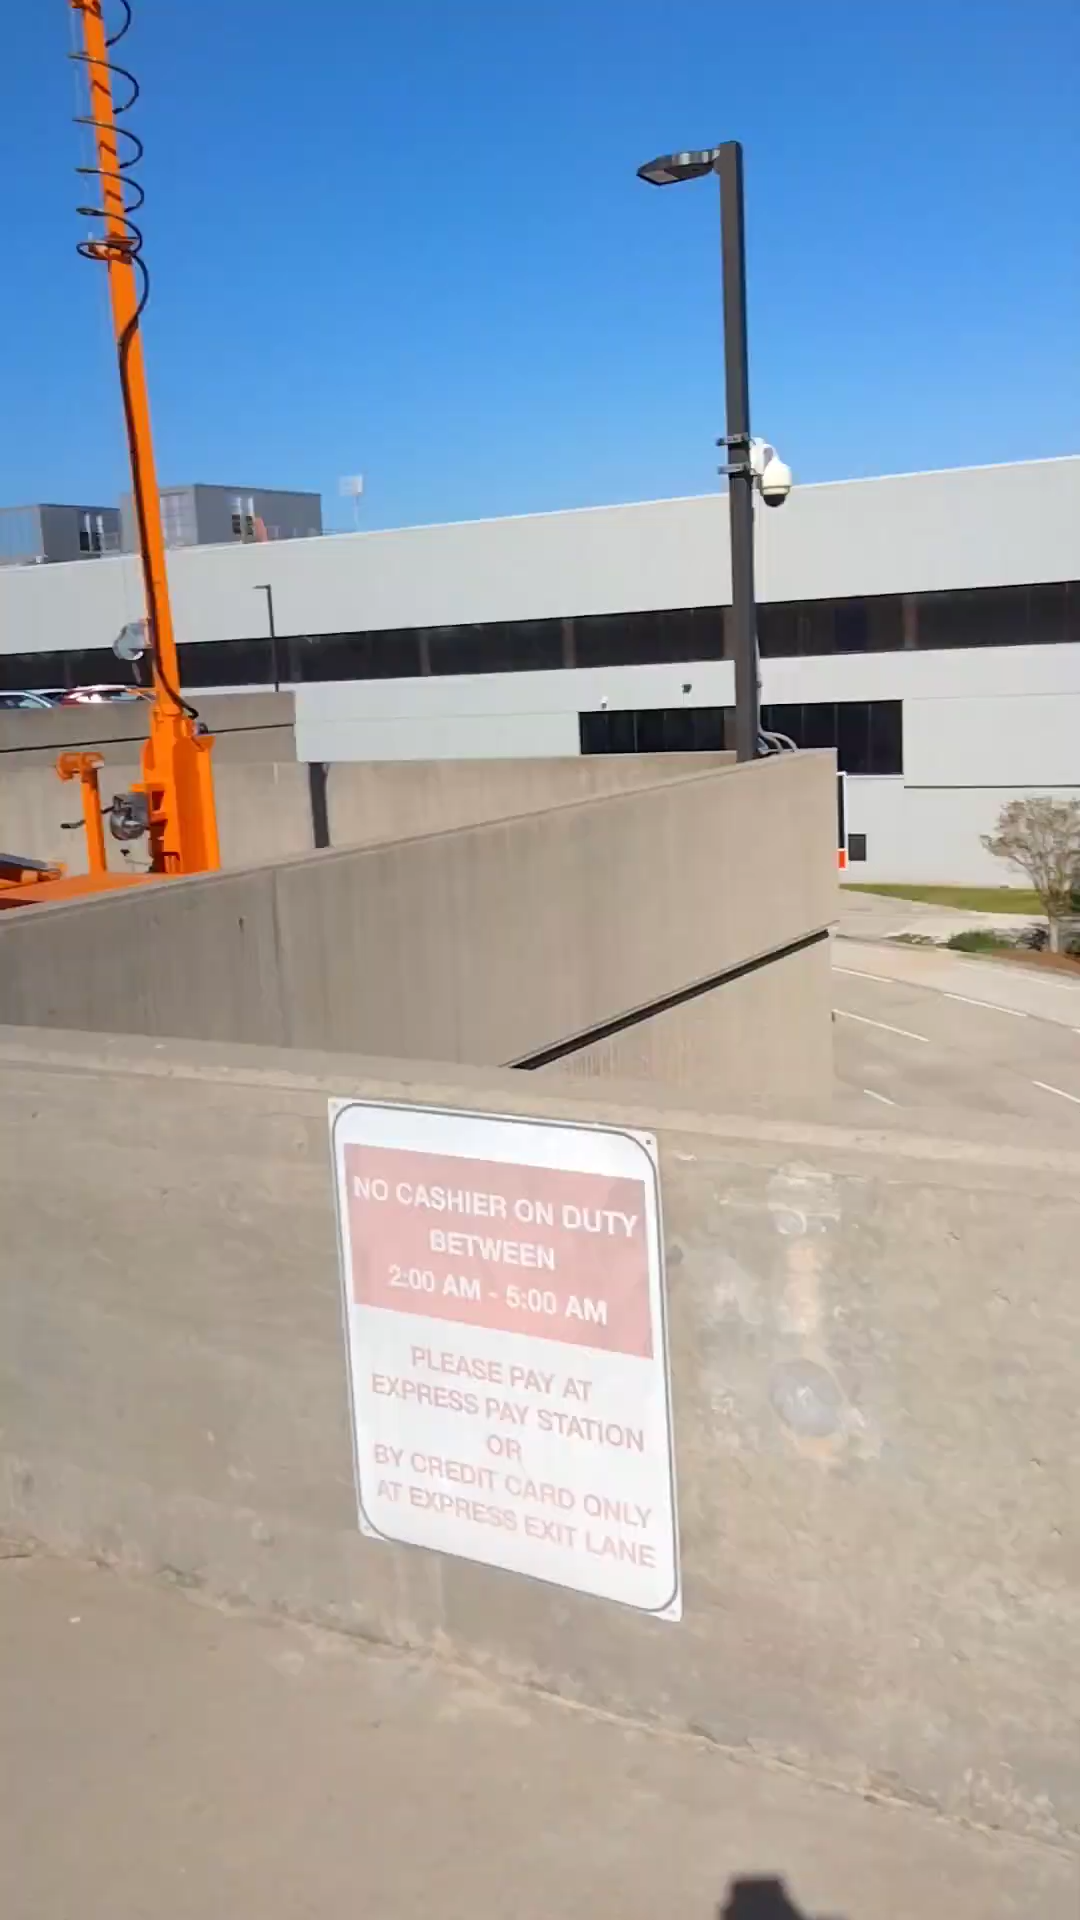 NO CASHIER ON DUTY
BETWEEN
2:00 AM - 5:00 AM
PLEASE PAY AT
EXPRESS PAY STATION
OR
BY CREDIT CARD ONLY
AT EXPRESS EXIT LANE